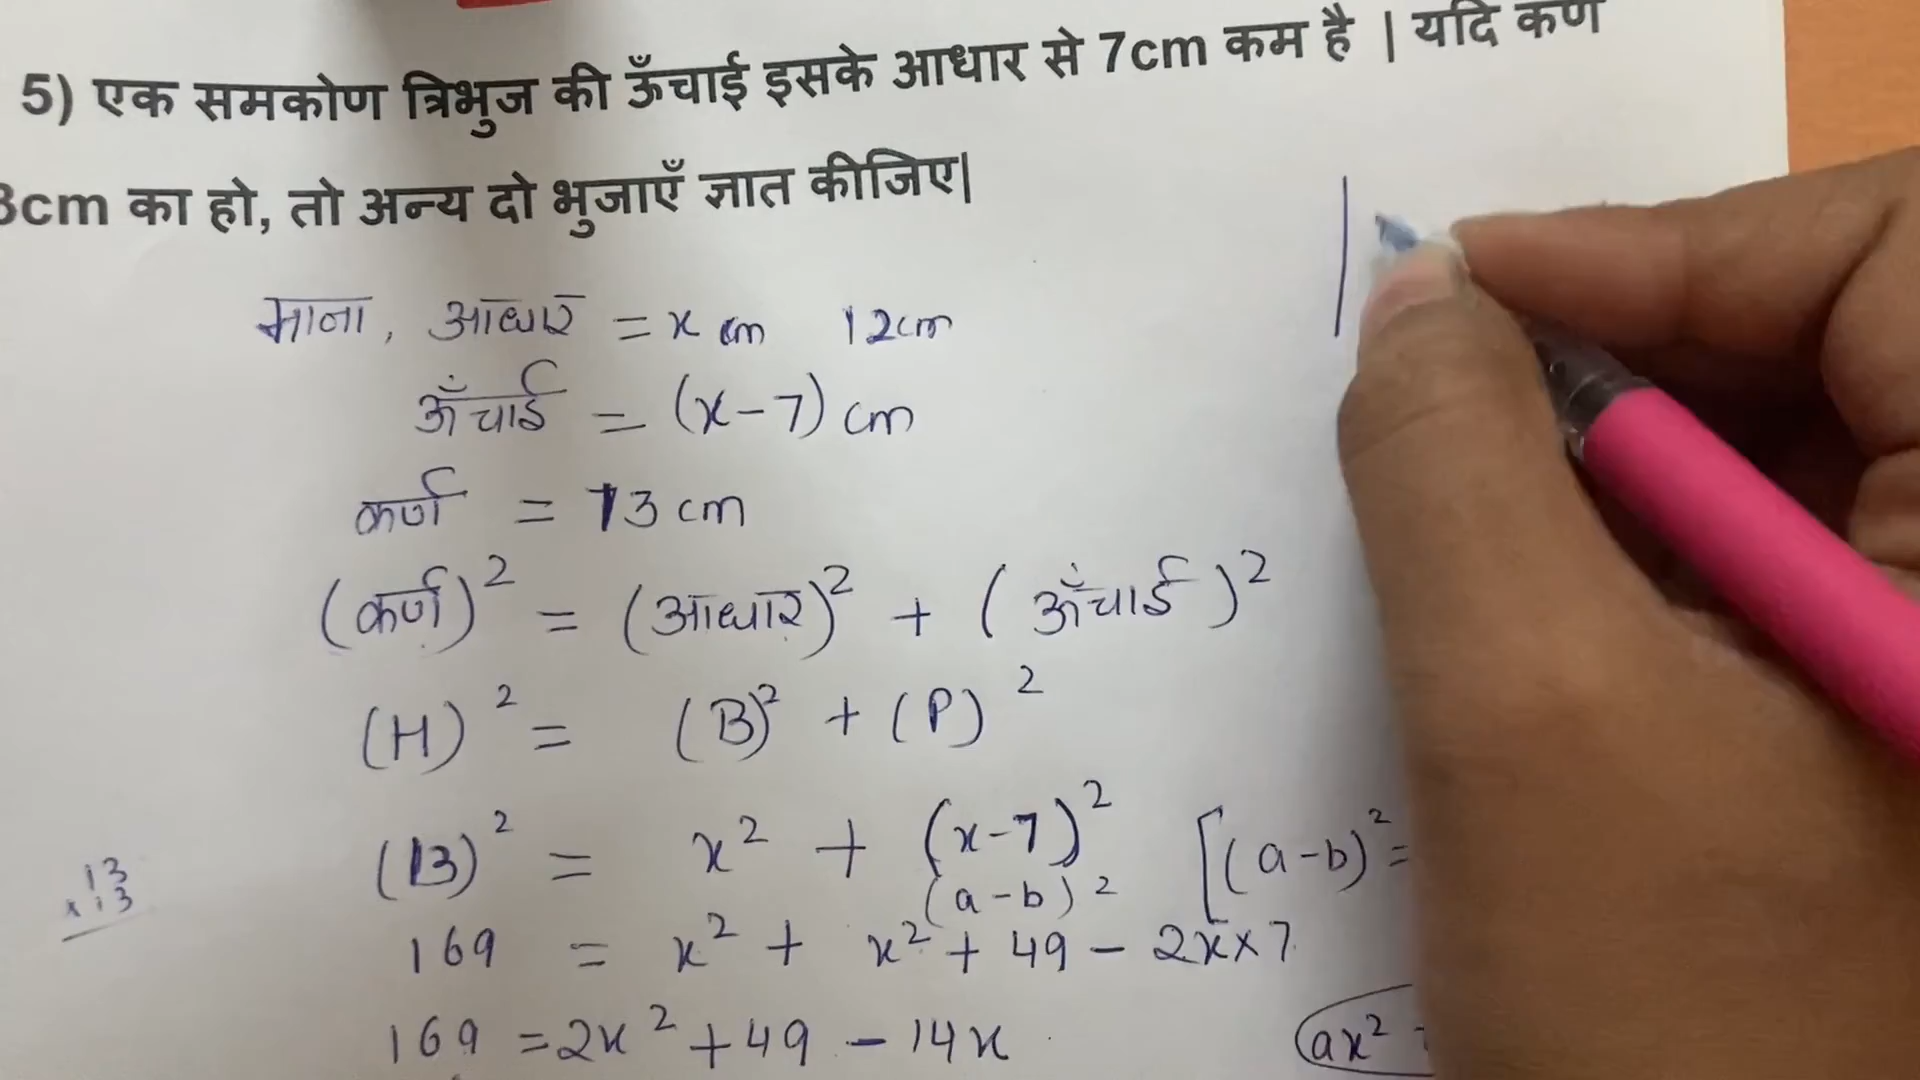 5) एक समकोण त्रिभुज की ऊँचाई इसके आधार से 7cm कम है | यदि कर्ण
3cm का हो, तो अन्य दो भुजाएँ ज्ञात कीजिए|
माना, आधार = x cm 12cm
ऊँचाई = (x-7) cm
कर्ण = 13 cm
(कर्ण)² = (आधार)² + (ऊँचाई)²
(H)² = (B)² + (P)²
(13)² = x² + (x-7)² [(a-b)² =
(a-b)²
13
x 13
169 = x² + x² + 49 - 2x×7
169 = 2x² + 49 - 14x ax²